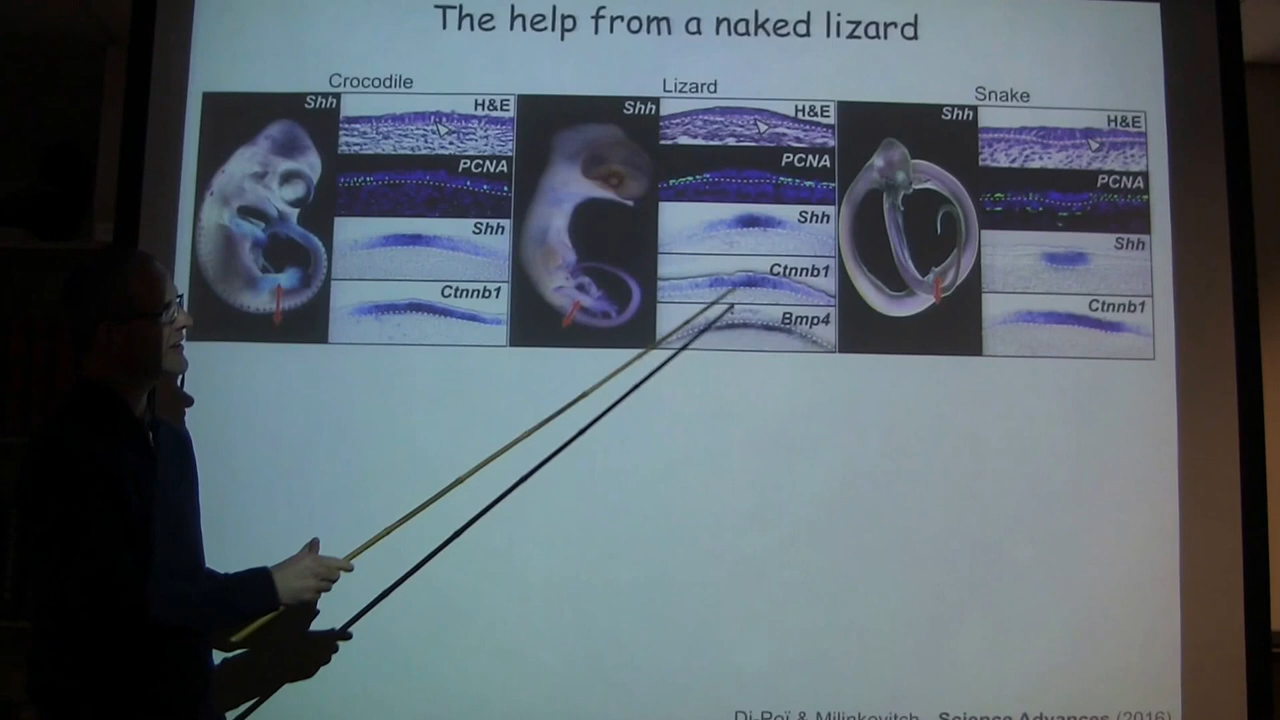 The help from a naked lizard
Crocodile
Shh
H&E
PCNA
Shh
Ctnnb1
Lizard
Shh
H&E
PCNA
Shh
Ctnnb1
Bmp4
Snake
Shh
H&E
PCNA
Shh
Ctnnb1
Di-Poï & Milinkovitch - Science Advances (2016)